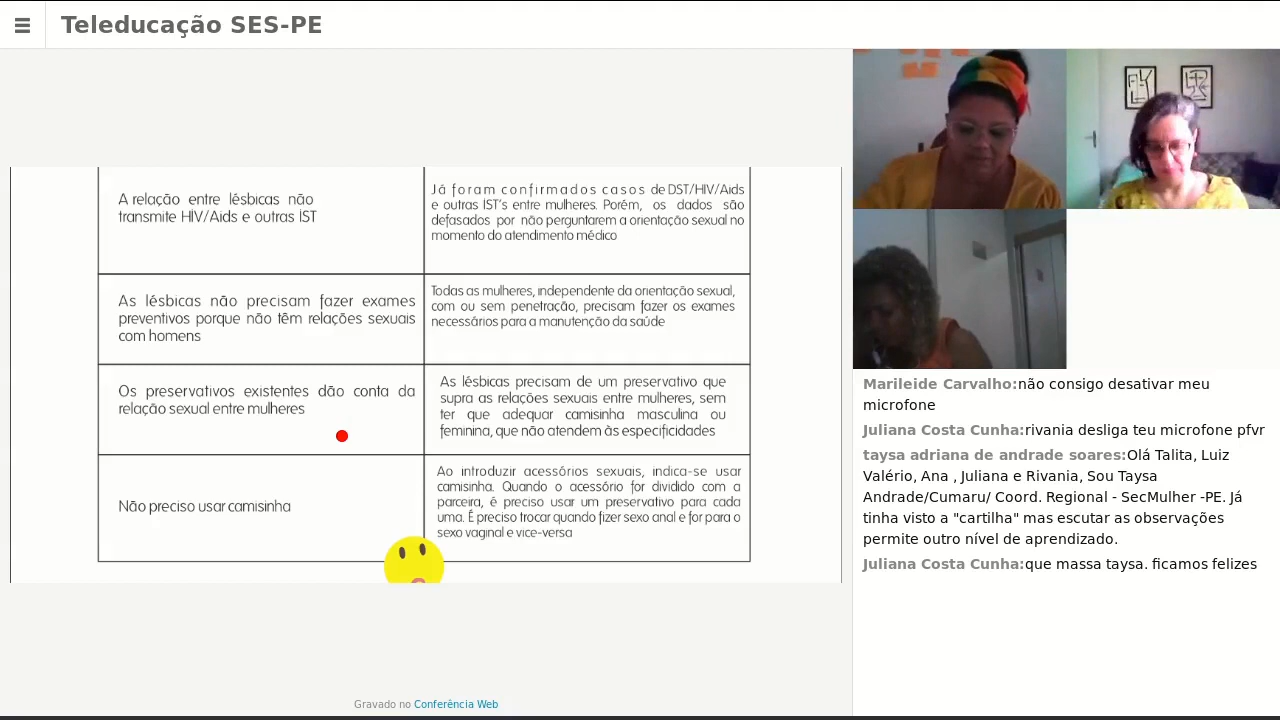 Teleducação SES-PE
A relação entre lésbicas não
transmite HIV/Aids e outras IST
Já foram confirmados casos de DST/HIV/Aids
e outras IST's entre mulheres. Porém, os dados são
defasados por não perguntarem a orientação sexual no
momento do atendimento médico
As lésbicas não precisam fazer exames
preventivos porque não têm relações sexuais
com homens
Todas as mulheres, independente da orientação sexual,
com ou sem penetração, precisam fazer os exames
necessários para a manutenção da saúde
Os preservativos existentes dão conta da
relação sexual entre mulheres
As lésbicas precisam de um preservativo que
supra as relações sexuais entre mulheres, sem
ter que adequar camisinha masculina ou
feminina, que não atendem às especificidades
Não preciso usar camisinha
Ao introduzir acessórios sexuais, indica-se usar
camisinha. Quando o acessório for dividido com a
parceira, é preciso usar um preservativo para cada
uma. É preciso trocar quando fizer sexo anal e for para o
sexo vaginal e vice-versa
Marileide Carvalho:não consigo desativar meu
microfone
Juliana Costa Cunha:rivania desliga teu microfone pfvr
taysa adriana de andrade soares:Olá Talita, Luiz
Valério, Ana , Juliana e Rivania, Sou Taysa
Andrade/Cumaru/ Coord. Regional - SecMulher -PE. Já
tinha visto a "cartilha" mas escutar as observações
permite outro nível de aprendizado.
Juliana Costa Cunha:que massa taysa. ficamos felizes
Gravado no Conferência Web